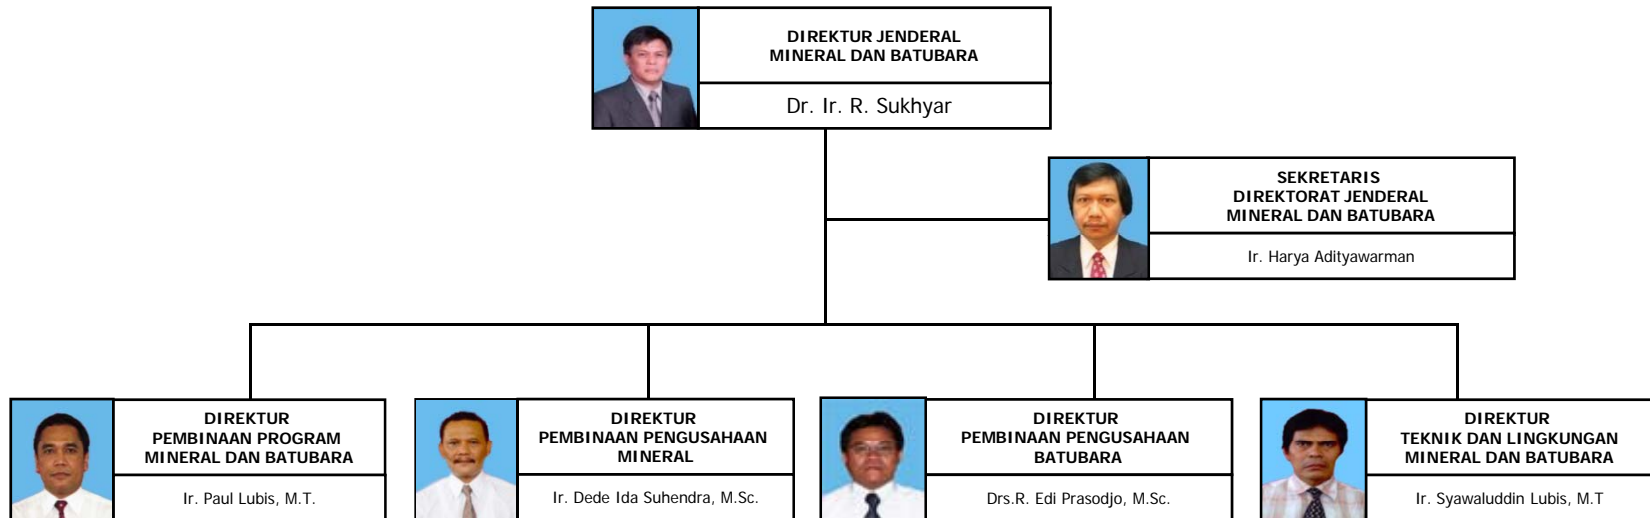 DIREKTUR JENDERAL
MINERAL DAN BATUBARA
Dr. Ir. R. Sukhyar
SEKRETARIS
DIREKTORAT JENDERAL
MINERAL DAN BATUBARA
Ir. Harya Adityawarman
DIREKTUR
PEMBINAAN PROGRAM
MINERAL DAN BATUBARA
Ir. Paul Lubis, M.T.
DIREKTUR
PEMBINAAN PENGUSAHAAN
MINERAL
Ir. Dede Ida Suhendra, M.Sc.
DIREKTUR
PEMBINAAN PENGUSAHAAN
BATUBARA
Drs.R. Edi Prasodjo, M.Sc.
DIREKTUR
TEKNIK DAN LINGKUNGAN
MINERAL DAN BATUBARA
Ir. Syawaluddin Lubis, M.T